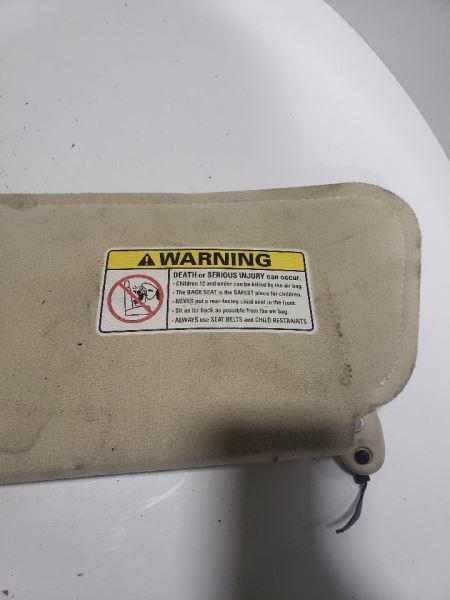 WARNING
DEATH or SERIOUS INJURY can occur.
· Children 12 and under can be killed by the air bag.
· The BACK SEAT is the SAFEST place for children.
· NEVER put a rear-facing child seat in the front.
· Sit as far back as possible from the air bag.
· ALWAYS use SEAT BELTS and CHILD RESTRAINTS.